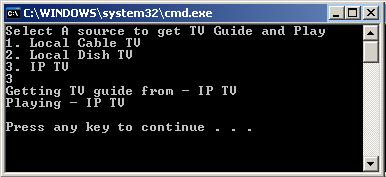 C:\WINDOWS\system32\cmd.exe
Select A source to get TV Guide and Play
1. Local Cable TV
2. Local Dish TV
3. IP TV
3
Getting TV guide from - IP TV
Playing - IP TV
Press any key to continue . . .